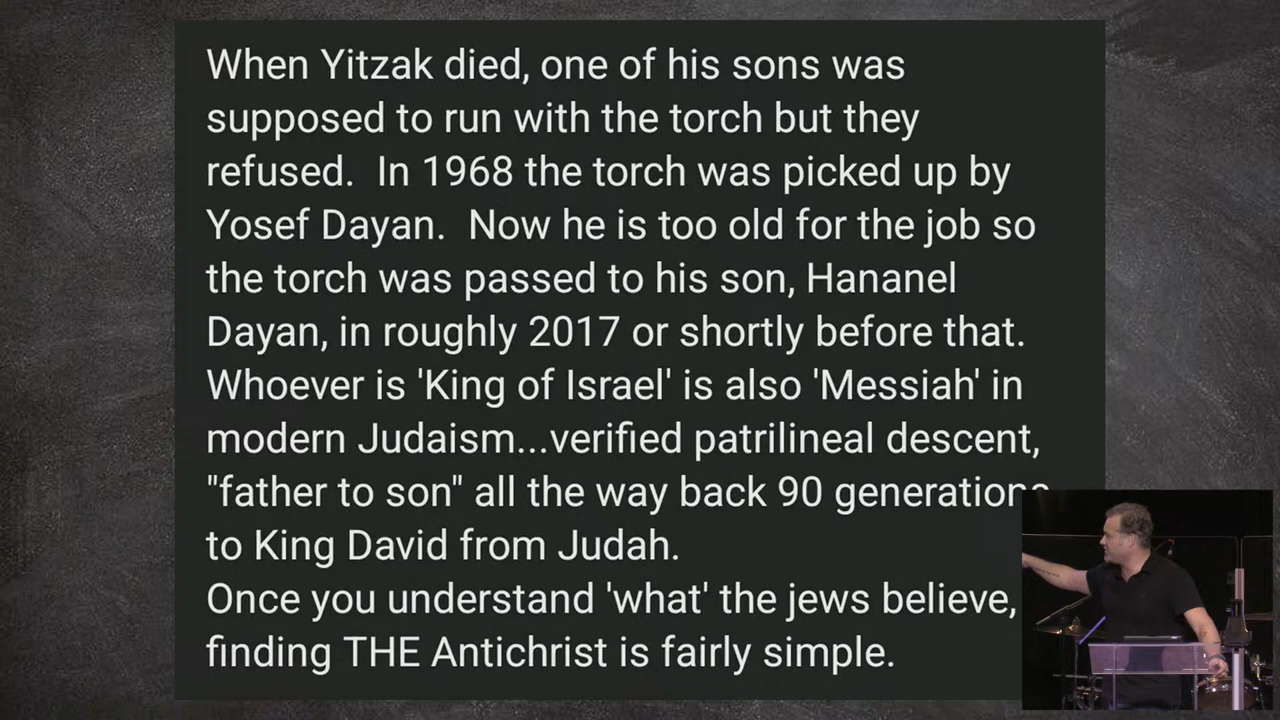 When Yitzak died, one of his sons was
supposed to run with the torch but they
refused.  In 1968 the torch was picked up by
Yosef Dayan.  Now he is too old for the job so
the torch was passed to his son, Hananel
Dayan, in roughly 2017 or shortly before that.
Whoever is 'King of Israel' is also 'Messiah' in
modern Judaism...verified patrilineal descent,
"father to son" all the way back 90 generations
to King David from Judah.
Once you understand 'what' the jews believe,
finding THE Antichrist is fairly simple.